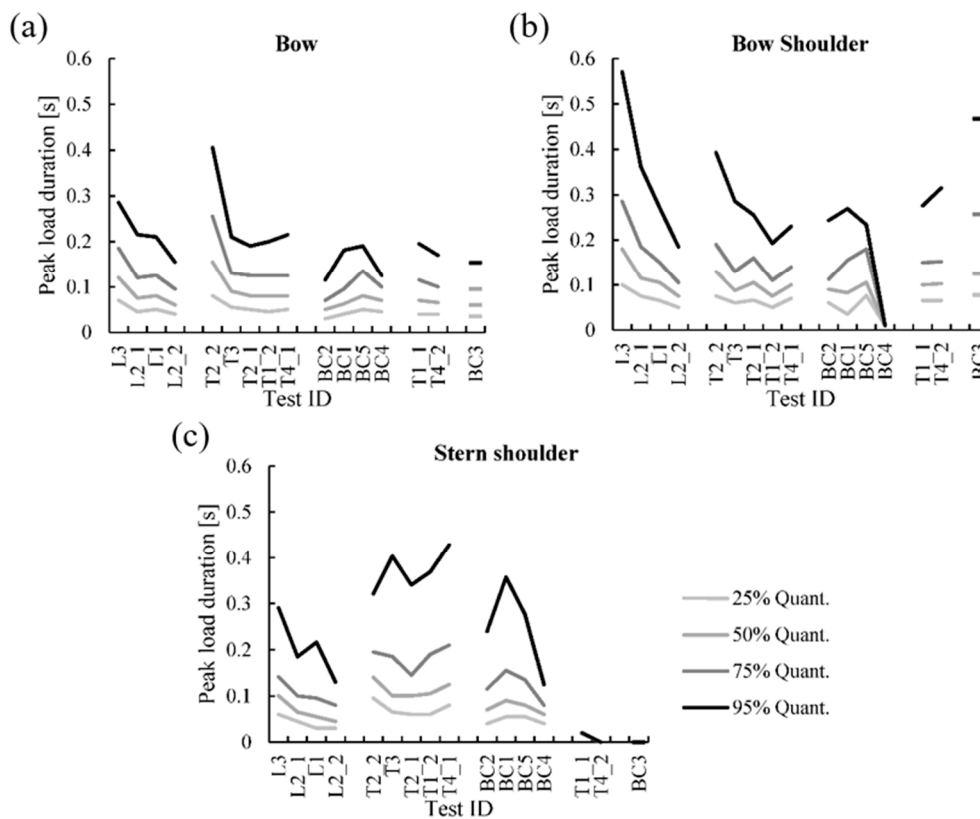 (a)
Bow
Peak load duration [s]
0.6
0.5
0.4
0.3
0.2
0.1
0
L3
L2_1
L1
L2_2
T2_2
T3
T2_1
T1_2
T4_1
BC2
BC1
BC5
BC4
T1_1
T4_2
BC3
Test ID
(b)
Bow Shoulder
Peak load duration [s]
0.6
0.5
0.4
0.3
0.2
0.1
0
L3
L2_1
L1
L2_2
T2_2
T3
T2_1
T1_2
T4_1
BC2
BC1
BC5
BC4
T1_1
T4_2
BC3
Test ID
(c)
Stern shoulder
Peak load duration [s]
0.6
0.5
0.4
0.3
0.2
0.1
0
L3
L2_1
L1
L2_2
T2_2
T3
T2_1
T1_2
T4_1
BC2
BC1
BC5
BC4
T1_1
T4_2
BC3
Test ID
25% Quant.
50% Quant.
75% Quant.
95% Quant.